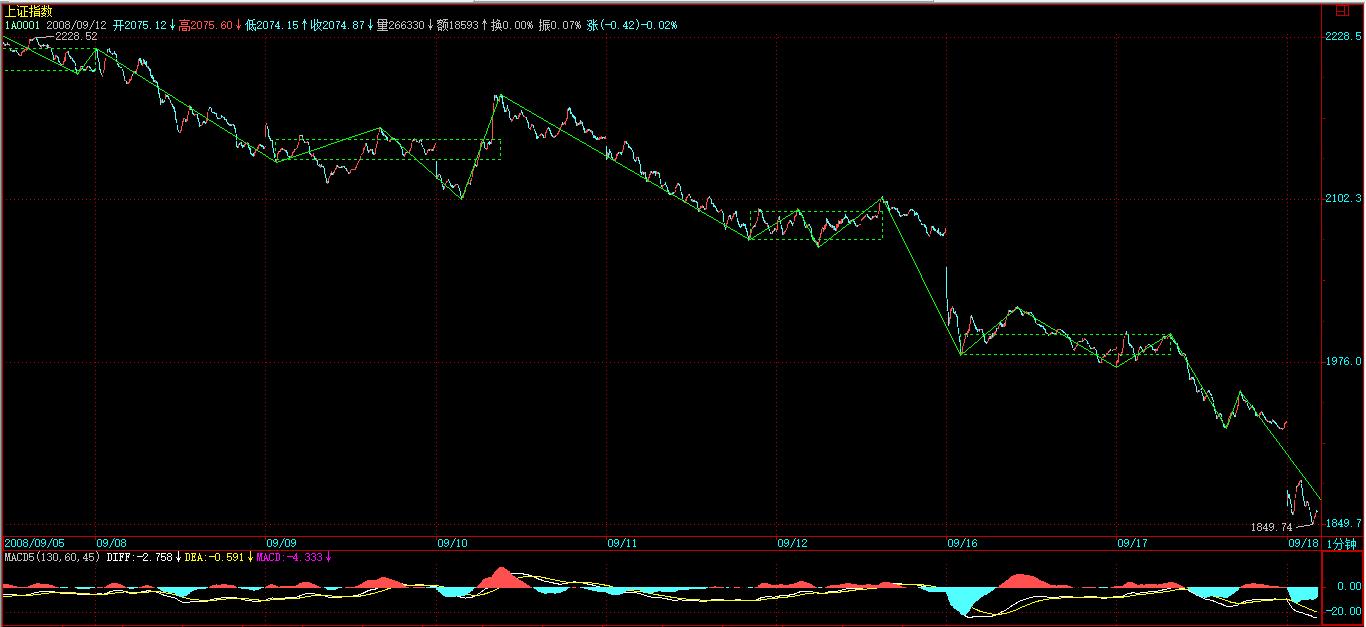 上证指数
1A0001 2008/09/12 开2075.12↓高2075.60↓低2074.15↑收2074.87↓量266330↓额18593↑换0.00% 振0.07% 涨(-0.42)-0.02%
2228.52
2228.5
2102.3
1976.0
1849.74
1849.7
2008/09/05 09/08 09/09 09/10 09/11 09/12 09/16 09/17 09/18 1分钟
MACD5(130,60,45) DIFF:-2.758↓DEA:-0.591↓MACD:-4.333↓
0.00
-20.00